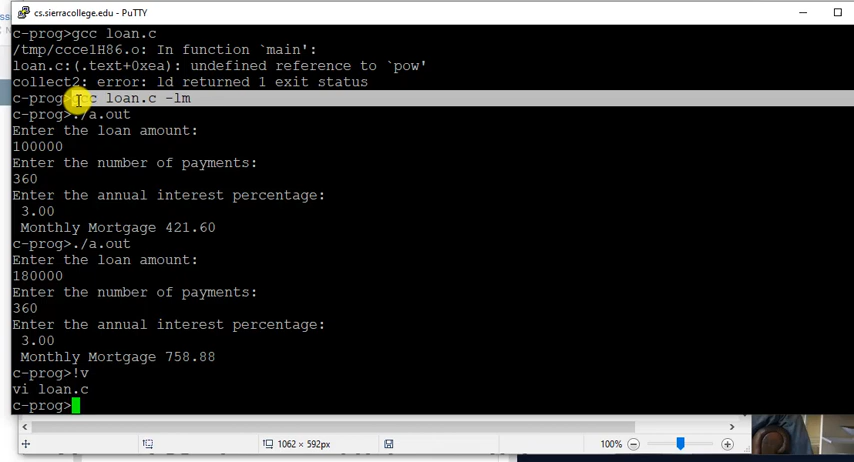 cs.sierracollege.edu - PuTTY
c-prog>gcc loan.c
/tmp/ccce1H86.o: In function `main':
loan.c:(.text+0xea): undefined reference to `pow'
collect2: error: ld returned 1 exit status
c-prog>gcc loan.c -lm
c-prog>./a.out
Enter the loan amount:
100000
Enter the number of payments:
360
Enter the annual interest percentage:
3.00
Monthly Mortgage 421.60
c-prog>./a.out
Enter the loan amount:
180000
Enter the number of payments:
360
Enter the annual interest percentage:
3.00
Monthly Mortgage 758.88
c-prog>!v
vi loan.c
c-prog>
1062 × 592px
100%